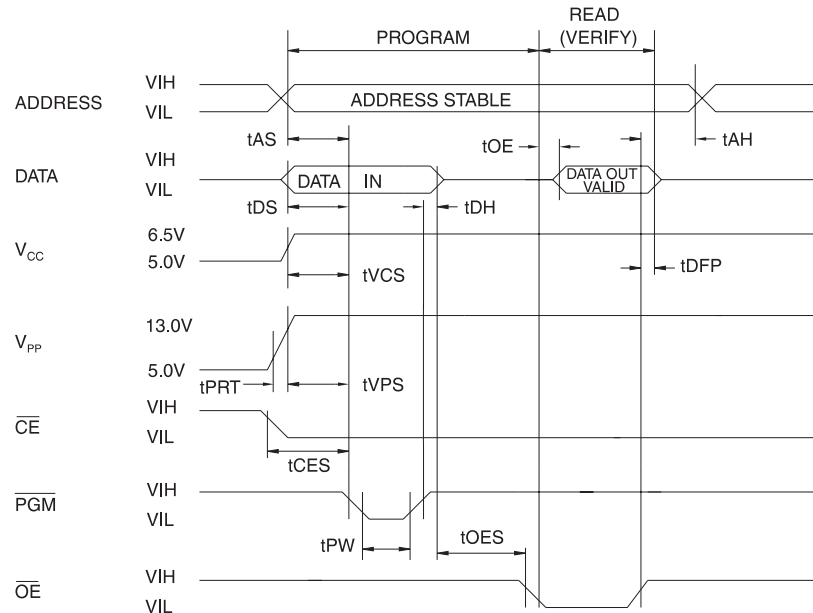 READ
PROGRAM (VERIFY)
VIH
ADDRESS ADDRESS STABLE
VIL
tAS tOE tAH
VIH
DATA DATA IN DATA OUT
VALID
VIL
tDS tDH
6.5V
VCC
5.0V
tVCS tDFP
13.0V
VPP
5.0V
tPRT tVPS
VIH
CE
VIL
tCES
VIH
PGM
VIL
tPW tOES
VIH
OE
VIL